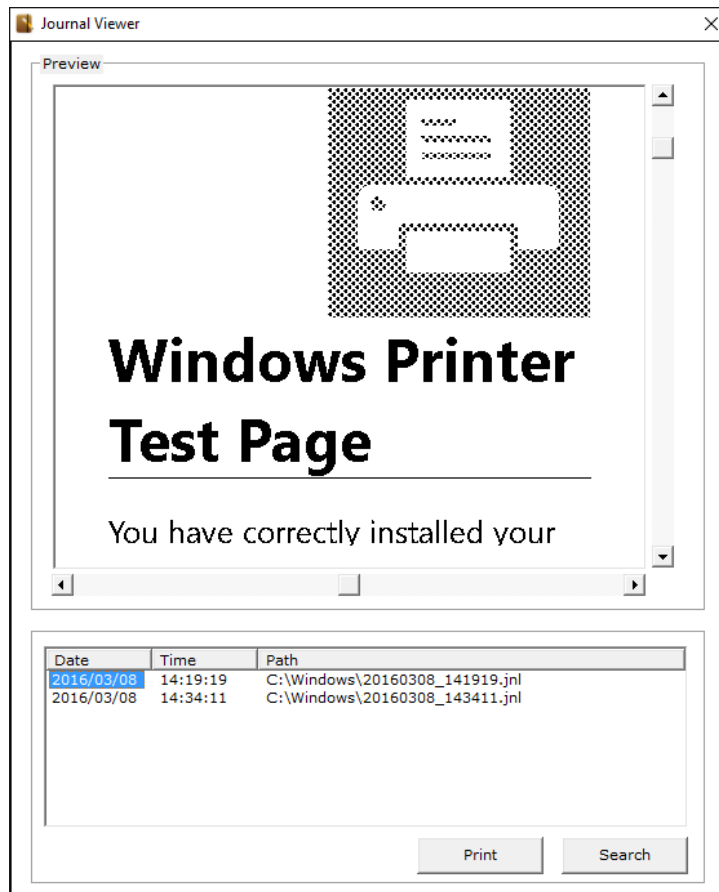 Journal Viewer
Preview
Windows Printer
Test Page
You have correctly installed your
Date Time Path
2016/03/08 14:19:19 C:\Windows\20160308_141919.jnl
2016/03/08 14:34:11 C:\Windows\20160308_143411.jnl
Print Search